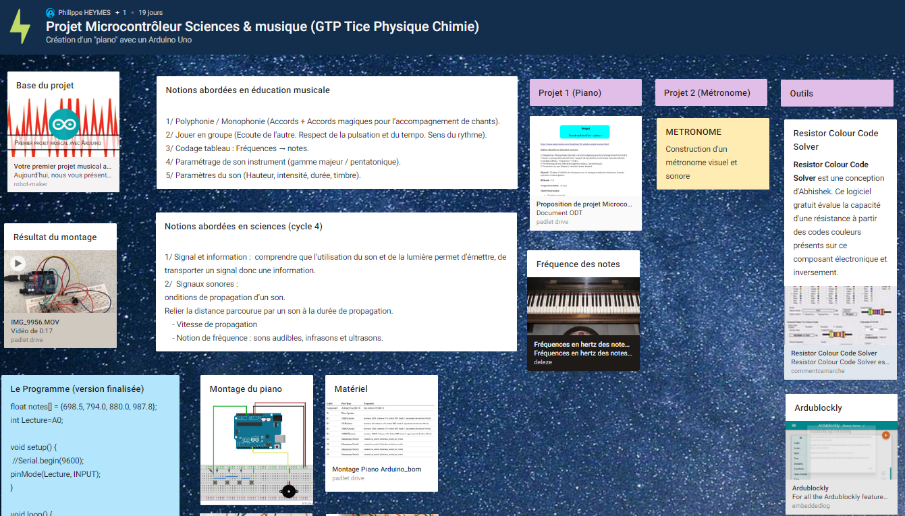 Philippe HEYMES + 1 • 19 jours
Projet Microcontrôleur Sciences & musique (GTP Tice Physique Chimie)
Création d'un "piano" avec un Arduino Uno
Base du projet
PREMIER PROJET MUSICAL AVEC ARDUINO
Votre premier projet musical a...
Aujourd'hui, nous vous présent...
robot-maker
Notions abordées en éducation musicale
1/ Polyphonie / Monophonie (Accords + Accords magiques pour l'accompagnement de chants).
2/ Jouer en groupe (Ecoute de l'autre. Respect de la pulsation et du tempo. Sens du rythme).
3/ Codage tableau : Fréquences → notes.
4/ Paramétrage de son instrument (gamme majeur / pentatonique).
5/ Paramètres du son (Hauteur, intensité, durée, timbre).
Projet 1 (Piano)
Proposition de projet Microco...
Document ODT
padlet drive
Projet 2 (Métronome)
METRONOME
Construction d'un
métronome visuel et
sonore
Outils
Resistor Colour Code
Solver
Resistor Colour Code
Solver est une conception
d'Abhishek. Ce logiciel
gratuit évalue la capacité
d'une résistance à partir
des codes couleurs
présents sur ce
composant électronique et
inversement.
Resistor Colour Code Solver
Resistor Colour Code Solver es...
commentcamarche
Résultat du montage
IMG_9956.MOV
Vidéo de 0:17
padlet drive
Notions abordées en sciences (cycle 4)
1/ Signal et information : comprendre que l'utilisation du son et de la lumière permet d'émettre, de
transporter un signal donc une information.
2/ Signaux sonores :
onditions de propagation d'un son.
Relier la distance parcourue par un son à la durée de propagation.
- Vitesse de propagation
- Notion de fréquence : sons audibles, infrasons et ultrasons.
Fréquence des notes
Fréquences en hertz des note...
Fréquences en hertz des notes...
deleze
Le Programme (version finalisée)
float notes[] = {698.5, 794.0, 880.0, 987.8};
int Lecture=A0;
void setup() {
//Serial.begin(9600);
pinMode(Lecture, INPUT);
}
void loop() {
Montage du piano
Matériel
Montage Piano Arduino_bom
padlet drive
Ardublockly
Ardublockly
For all the Ardublockly feature...
embeddedlog